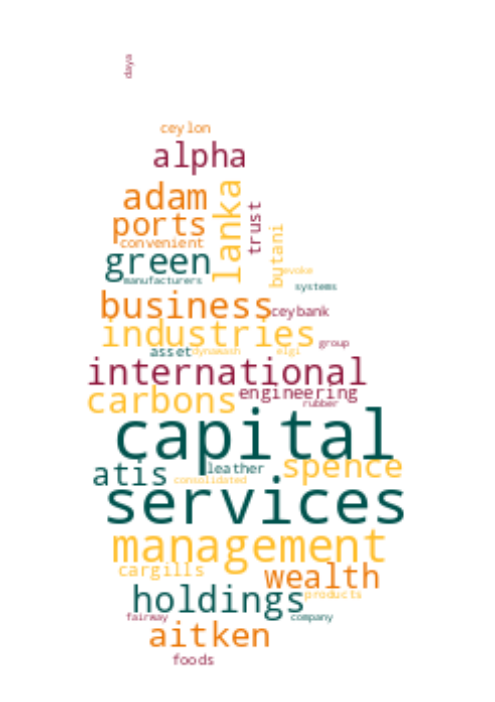 daya
ceylon
alpha
adam
lanka
trust
ports
butani
convenient
green
evoke
manufacturers
systems
business
ceybank
industries
group
asset
dynawash
elgi
international
carbons
engineering
rubber
capital
atis
leather
spence
consolidated
services
management
cargills
wealth
holdings
products
fairway
company
aitken
foods